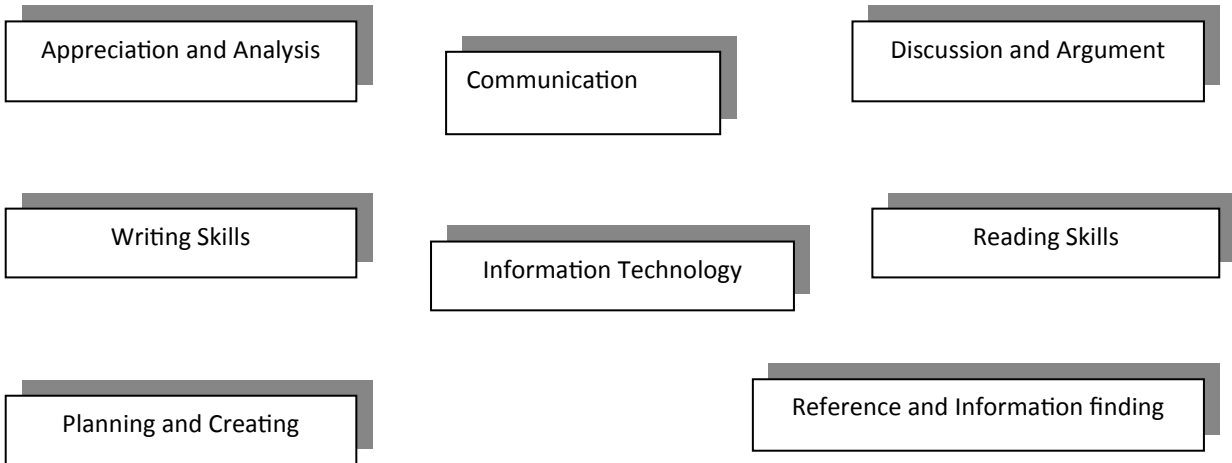 Appreciation and Analysis
Communication
Discussion and Argument
Writing Skills
Information Technology
Reading Skills
Planning and Creating
Reference and Information finding